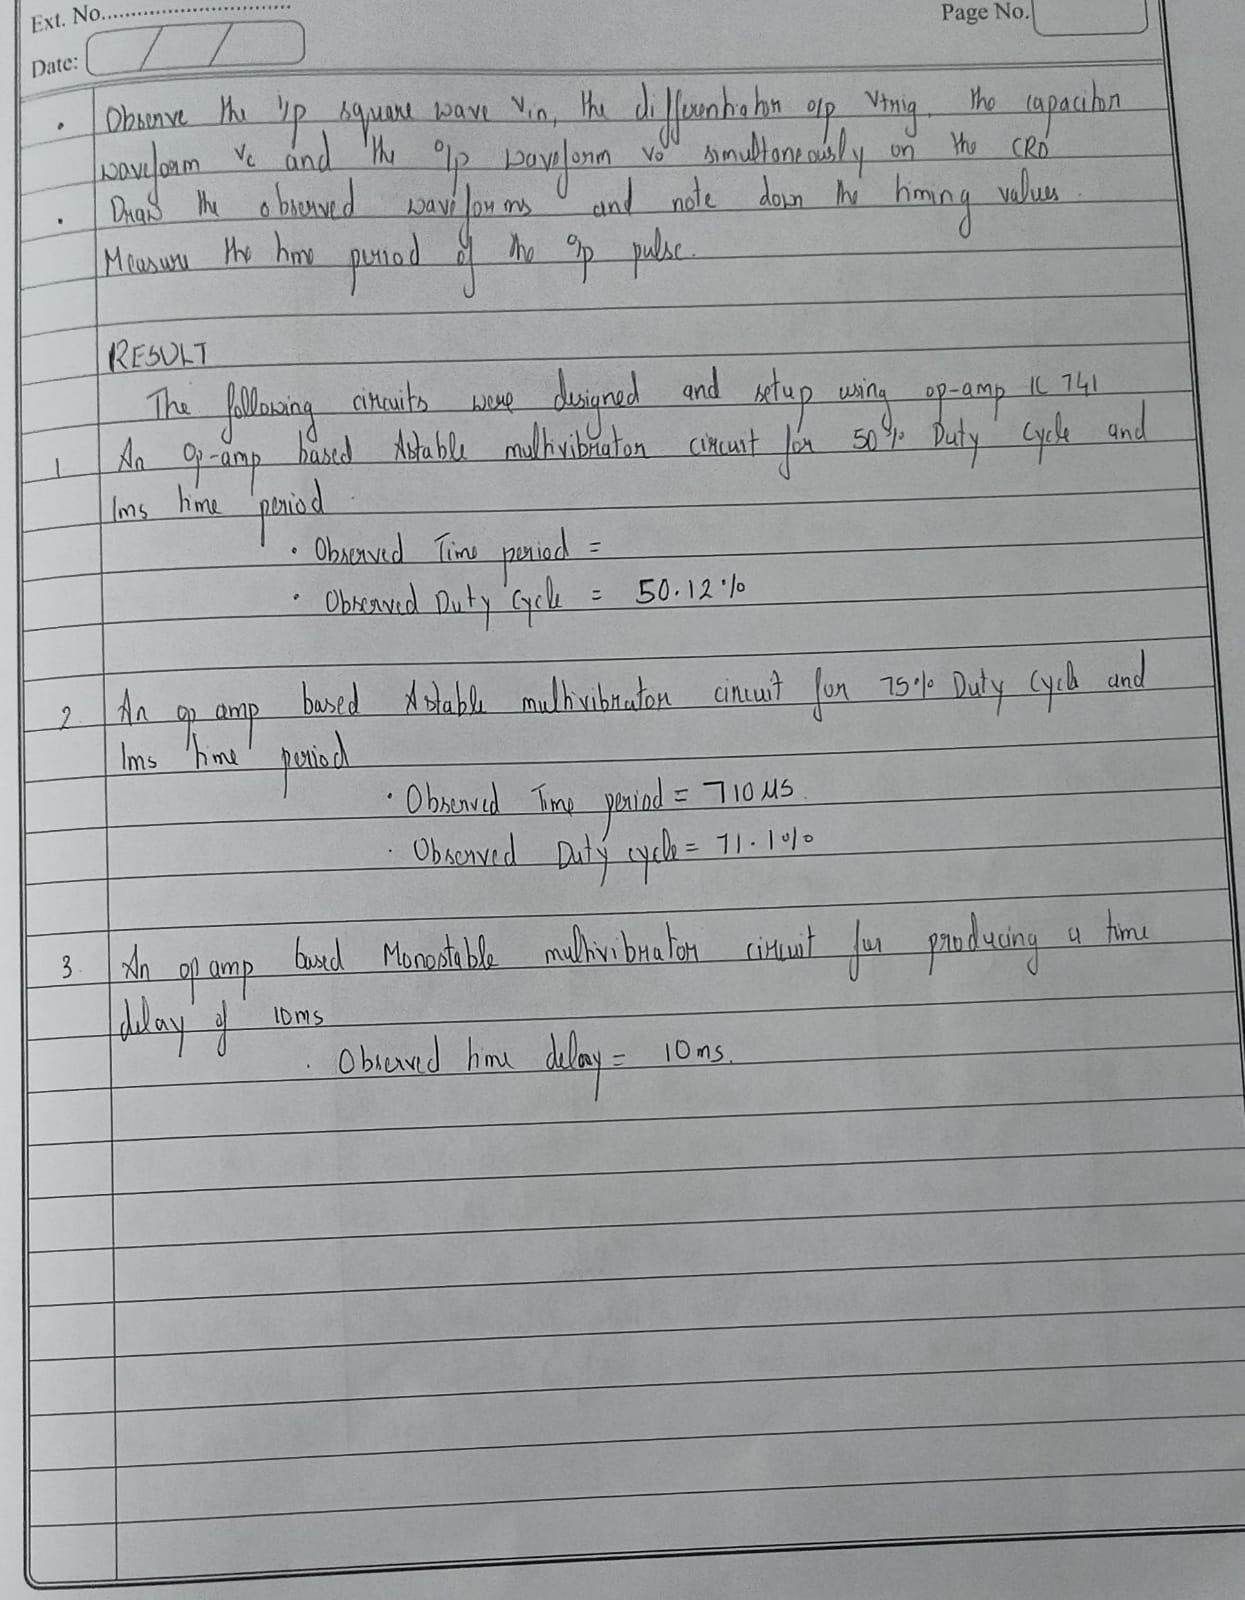 Ext. No..............................
Page No.
Date: / /
• Observe the i/p square wave Vin, the differentiator o/p Vtrig, the capacitor
waveform Vc and the o/p waveform Vo simultaneously on the CRO
• Draw the observed waveforms and note down the timing values.
Measure the time period of the o/p pulse.
RESULT
The following circuits were designed and setup using op-amp IC 741
1 An op-amp based Astable multivibrator circuit for 50% Duty Cycle and
1ms time period.
• Observed Time period =
• Observed Duty Cycle = 50.12%
2 An op amp based Astable multivibrator circuit for 75% Duty Cycle and
1ms time period
• Observed Time period = 710 µs.
• Observed Duty cycle = 71.1%
3. An op amp based Monostable multivibrator circuit for producing a time
delay of 10ms
• Observed time delay = 10ms.